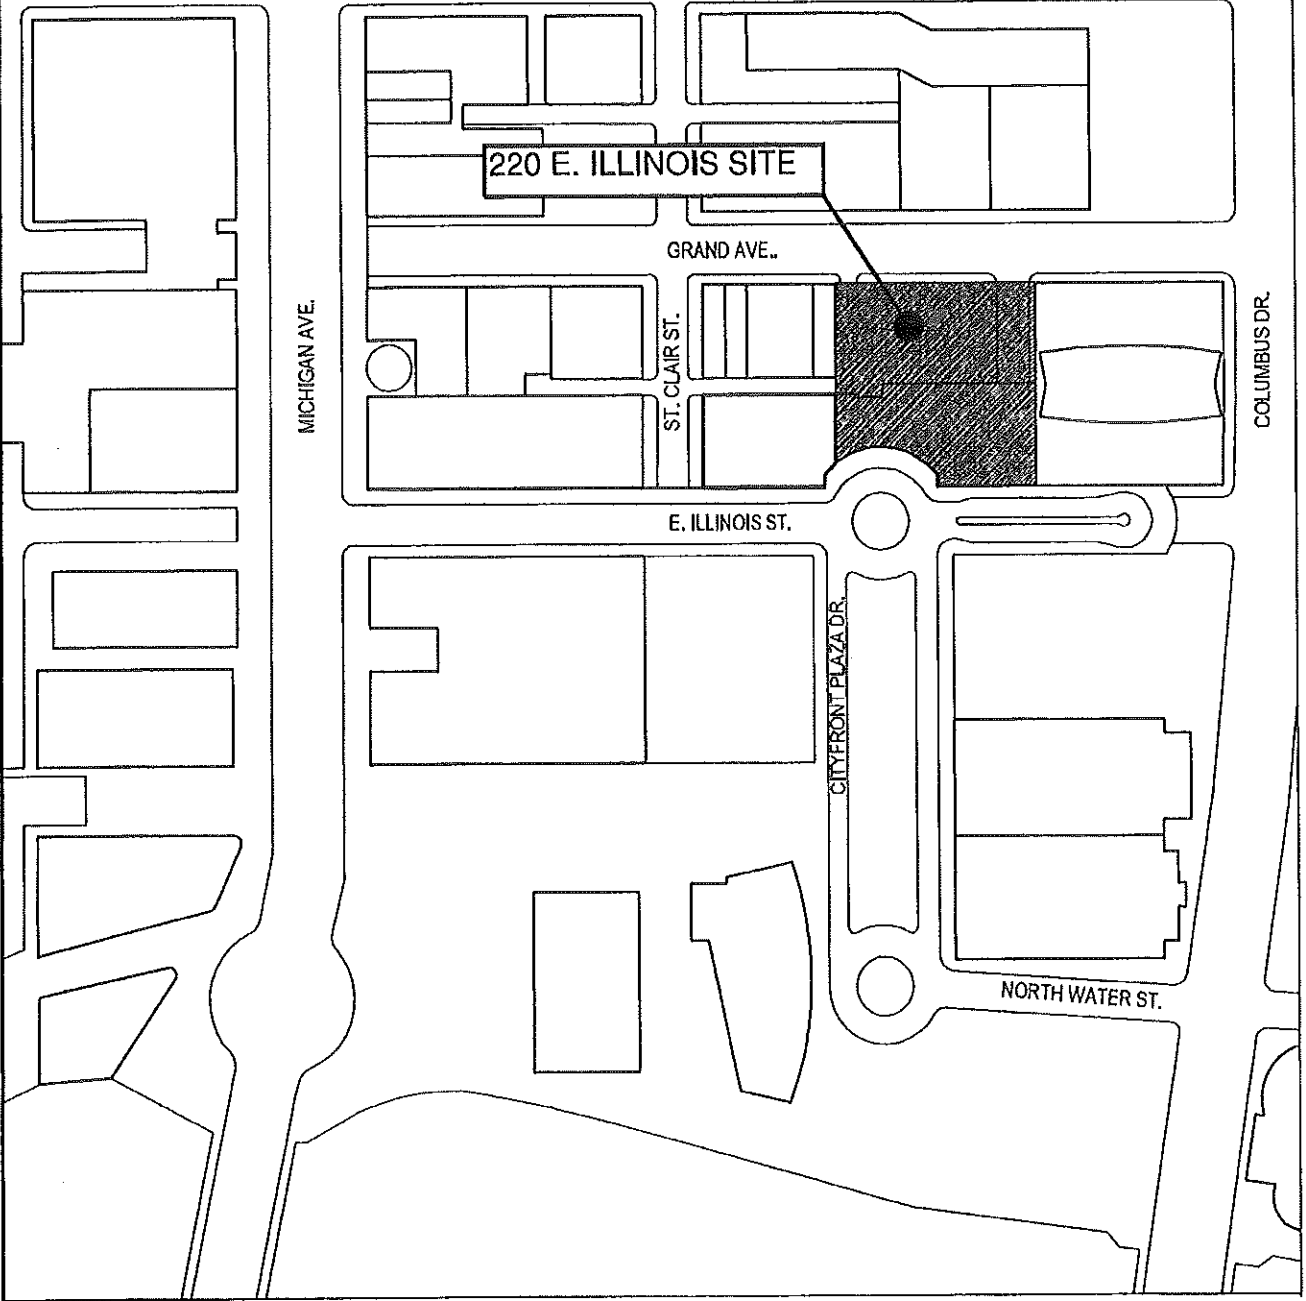 220 E. ILLINOIS SITE
GRAND AVE..
MICHIGAN AVE.
ST. CLAIR ST.
COLUMBUS DR.
E. ILLINOIS ST.
CITYFRONT PLAZA DR.
NORTH WATER ST.